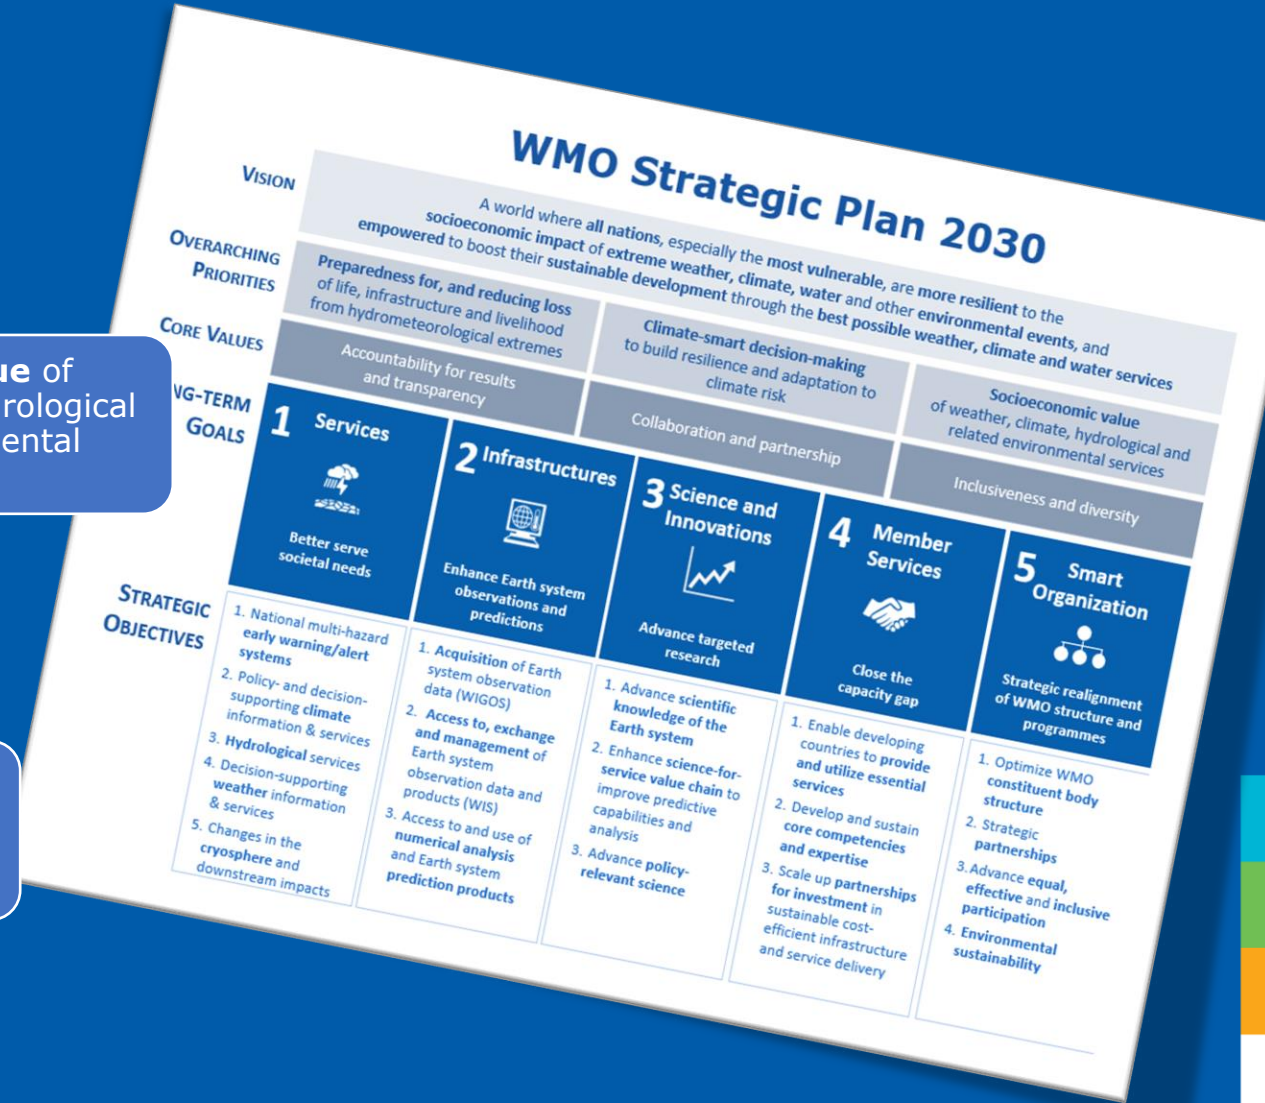 WMO Strategic Plan 2030
VISION
A world where all nations, especially the most vulnerable, are more resilient to the
socioeconomic impact of extreme weather, climate, water and other environmental events, and
empowered to boost their sustainable development through the best possible weather, climate and water services
OVERARCHING
PRIORITIES
Preparedness for, and reducing loss
of life, infrastructure and livelihood
from hydrometeorological extremes
Climate-smart decision-making
to build resilience and adaptation to
climate risk
Socioeconomic value
of weather, climate, hydrological and
related environmental services
CORE VALUES
Accountability for results
and transparency
Collaboration and partnership
Inclusiveness and diversity
ue of
rological
ental
NG-TERM
GOALS
1 Services
Better serve
societal needs
2 Infrastructures
Enhance Earth system
observations and
predictions
3 Science and
Innovations
Advance targeted
research
4 Member
Services
Close the
capacity gap
5 Smart
Organization
Strategic realignment
of WMO structure and
programmes
STRATEGIC
OBJECTIVES
1. National multi-hazard
early warning/alert
systems
2. Policy- and decision-
supporting climate
information & services
3. Hydrological services
4. Decision-supporting
weather information
& services
5. Changes in the
cryosphere and
downstream impacts
1. Acquisition of Earth
system observation
data (WIGOS)
2. Access to, exchange
and management of
Earth system
observation data and
products (WIS)
3. Access to and use of
numerical analysis
and Earth system
prediction products
1. Advance scientific
knowledge of the
Earth system
2. Enhance science-for-
service value chain to
improve predictive
capabilities and
analysis
3. Advance policy-
relevant science
1. Enable developing
countries to provide
and utilize essential
services
2. Develop and sustain
core competencies
and expertise
3. Scale up partnerships
for investment in
sustainable cost-
efficient infrastructure
and service delivery
1. Optimize WMO
constituent body
structure
2. Strategic
partnerships
3.Advance equal,
effective and inclusive
participation
4. Environmental
sustainability